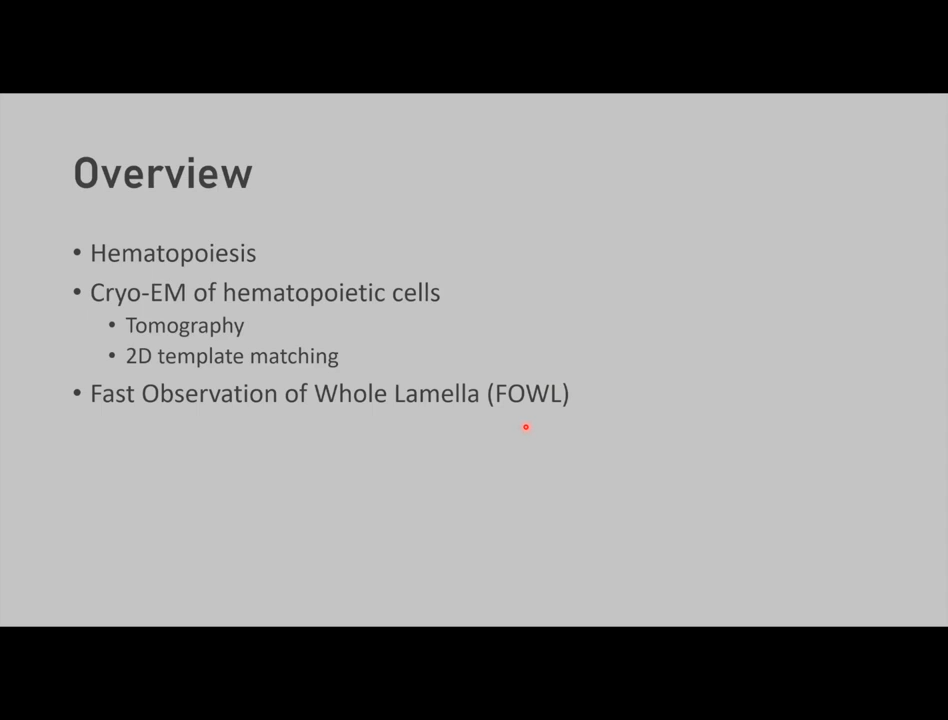 Overview
• Hematopoiesis
• Cryo-EM of hematopoietic cells
• Tomography
• 2D template matching
• Fast Observation of Whole Lamella (FOWL)